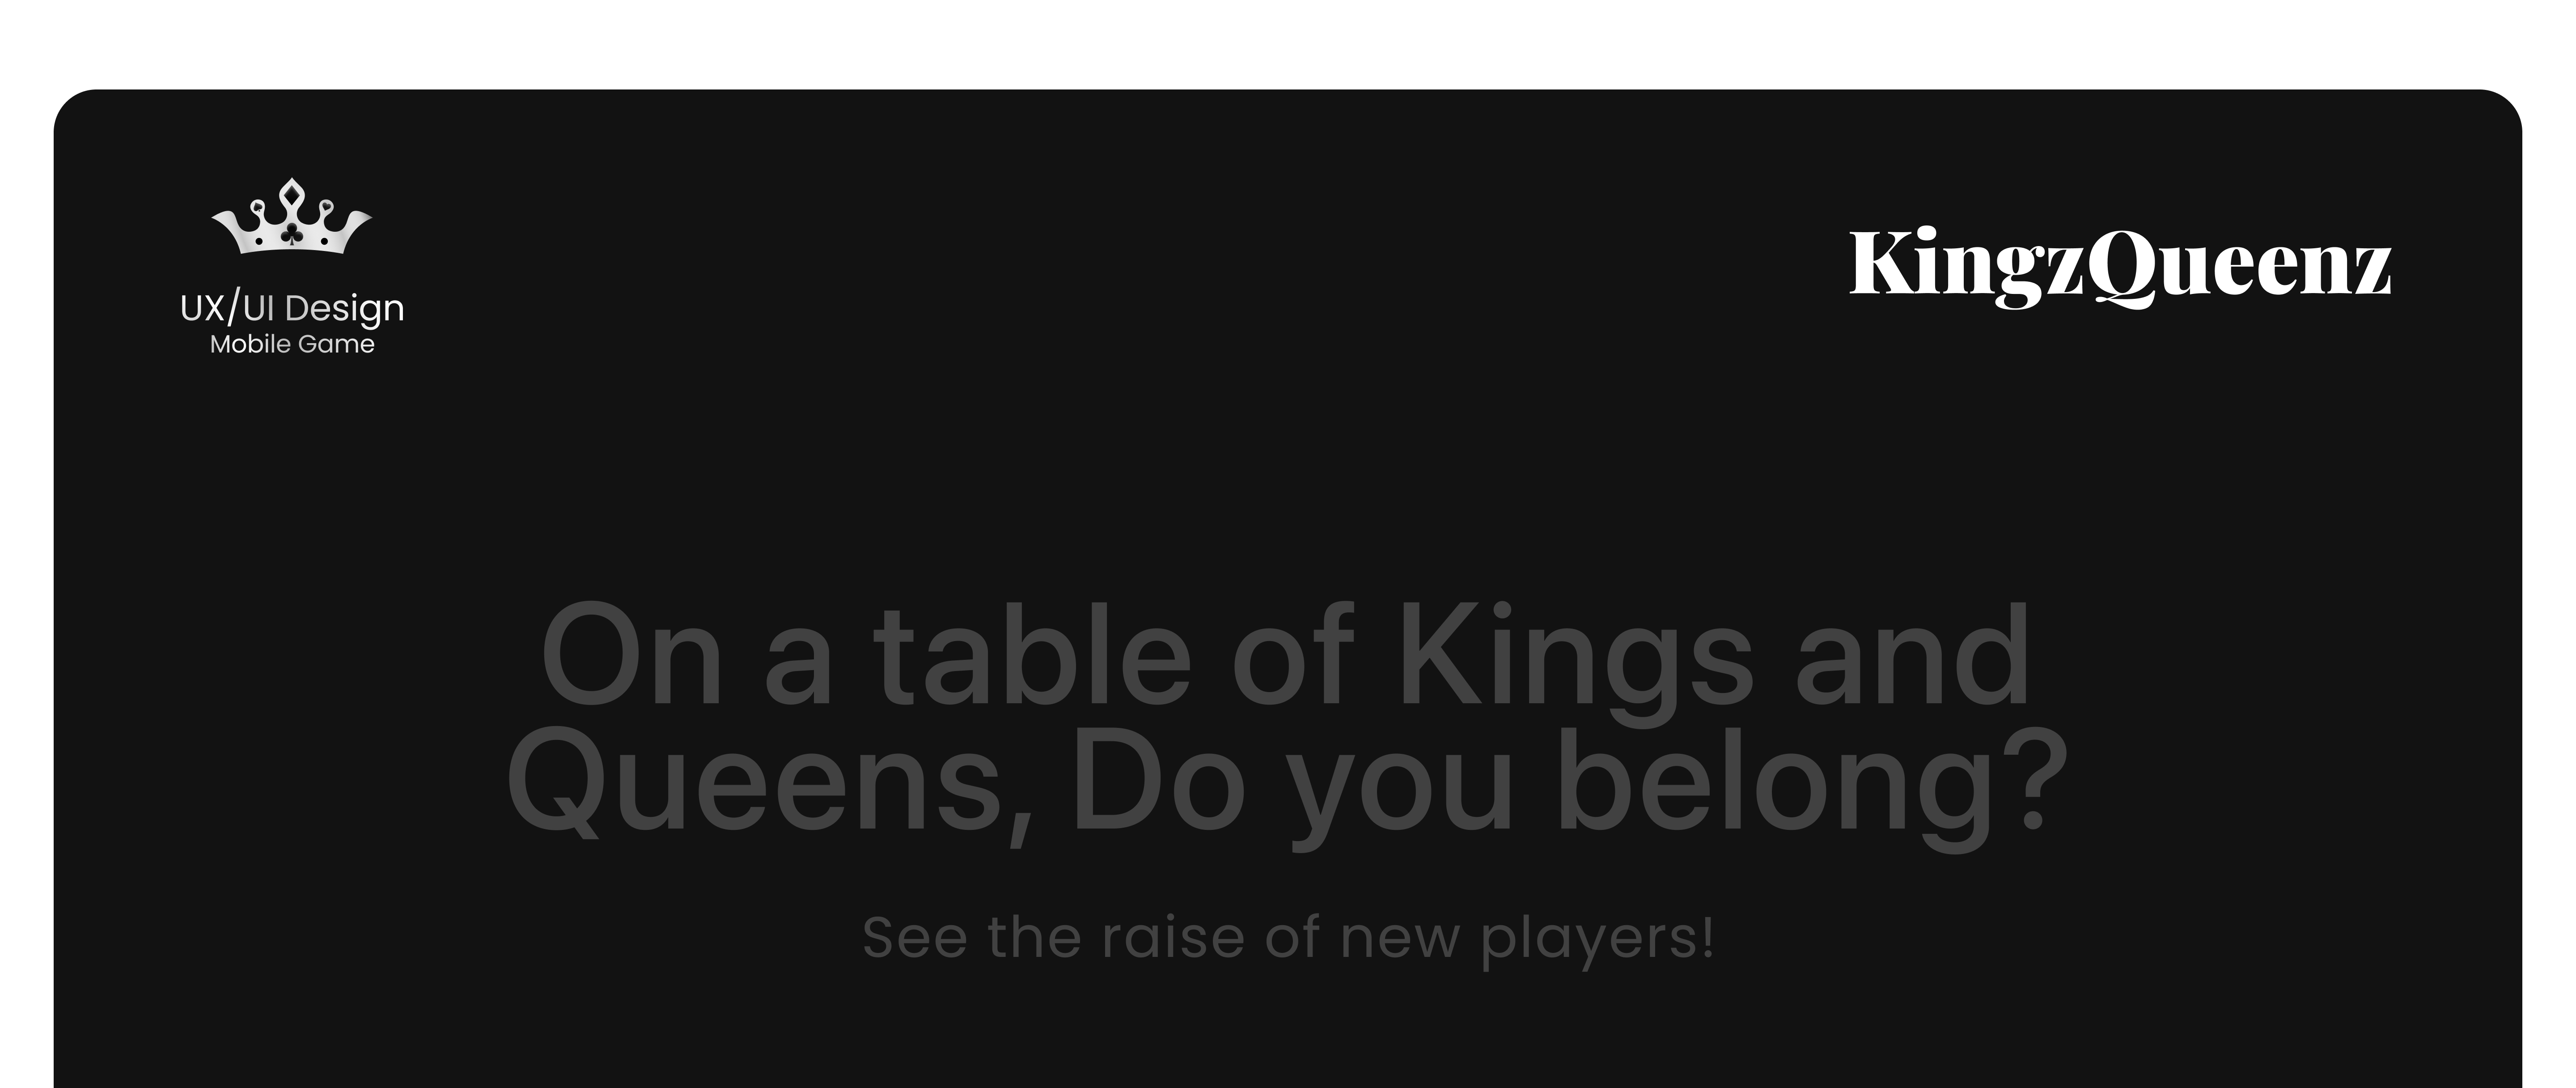 UX/UI Design
Mobile Game
KingzQueenz
On a table of Kings and
Queens, Do you belong?
See the raise of new players!